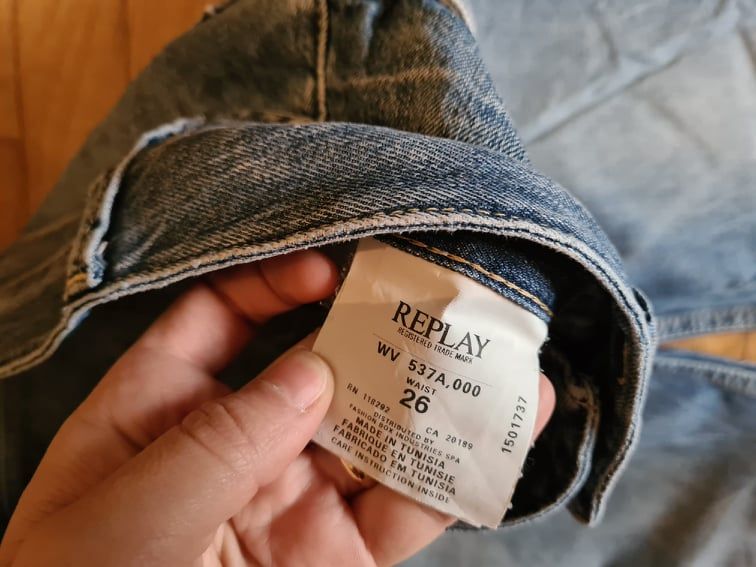 REPLAY
REGISTERED TRADE MARK
WV 537A,000
WAIST
26
RN 118292 CA 20189
DISTRIBUTED BY
FASHION BOX INDUSTRIES SPA
MADE IN TUNISIA
FABRIQUE EN TUNISIE
FABRICADO EM TUNISIA
CARE INSTRUCTION INSIDE
1501737